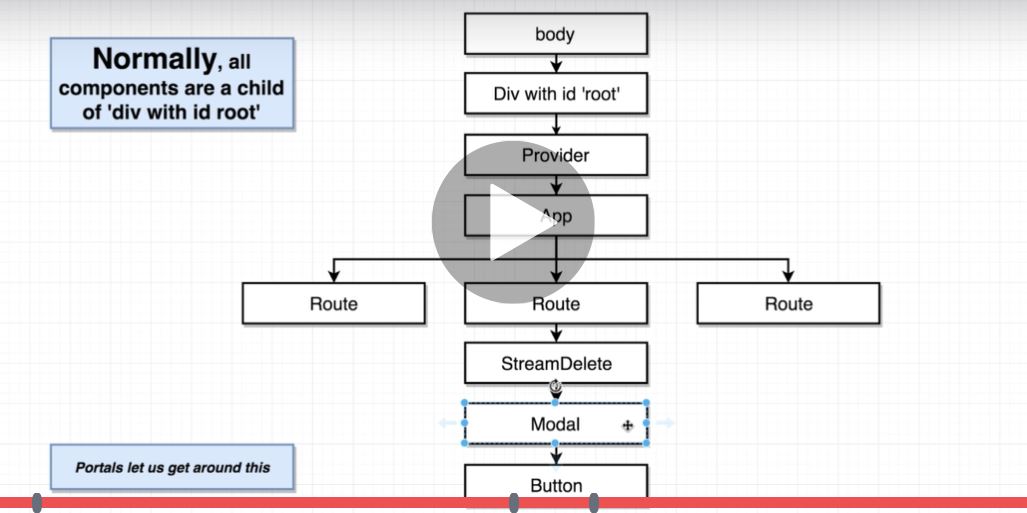 Normally, all
components are a child
of 'div with id root'
body
Div with id 'root'
Provider
App
Route
Route
Route
StreamDelete
Modal
Portals let us get around this
Button